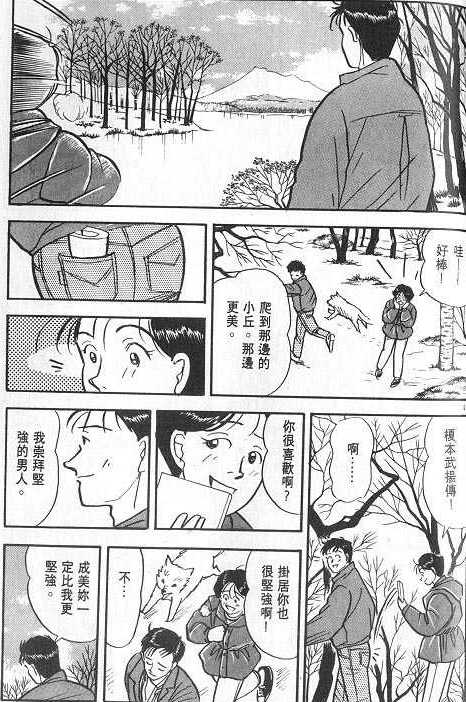 哇──
好棒！
爬到那邊的
小丘。那邊
更美。
榎本武揚傳！
啊……
你很喜歡啊？
我崇拜堅
強的男人。
掛居你也
很堅強啊！
不…
成美妳一
定比我更
堅強。